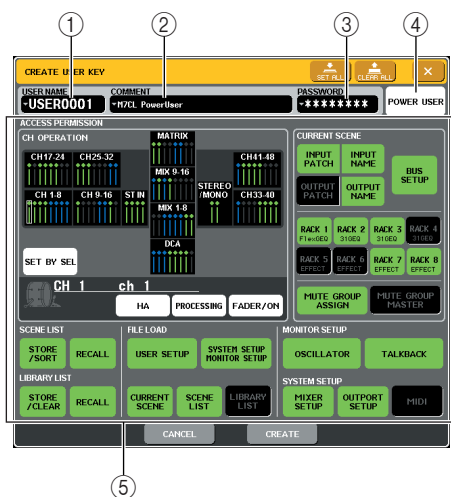 ① ② ③ ④
CREATE USER KEY
SET ALL
CLEAR ALL
×
USER NAME
COMMENT
PASSWORD
USER0001
M7CL PowerUser
********
POWER USER
ACCESS PERMISSION
CH OPERATION
MATRIX
CH17-24
CH25-32
MIX 9-16
CH41-48
CH 1-8
CH 9-16
ST IN
STEREO
/MONO
CH33-40
MIX 1-8
DCA
SET BY SEL
CH 1
ch 1
HA
PROCESSING
FADER/ON
CURRENT SCENE
INPUT
PATCH
INPUT
NAME
BUS
SETUP
OUTPUT
PATCH
OUTPUT
NAME
RACK 1
FlexGEQ
RACK 2
31GEQ
RACK 3
31GEQ
RACK 4
31GEQ
RACK 5
EFFECT
RACK 6
EFFECT
RACK 7
EFFECT
RACK 8
EFFECT
MUTE GROUP
ASSIGN
MUTE GROUP
MASTER
SCENE LIST
STORE
/SORT
RECALL
LIBRARY LIST
STORE
/CLEAR
RECALL
FILE LOAD
USER SETUP
SYSTEM SETUP
MONITOR SETUP
CURRENT
SCENE
SCENE
LIST
LIBRARY
LIST
MONITOR SETUP
OSCILLATOR
TALKBACK
SYSTEM SETUP
MIXER
SETUP
OUTPORT
SETUP
MIDI
CANCEL
CREATE
⑤